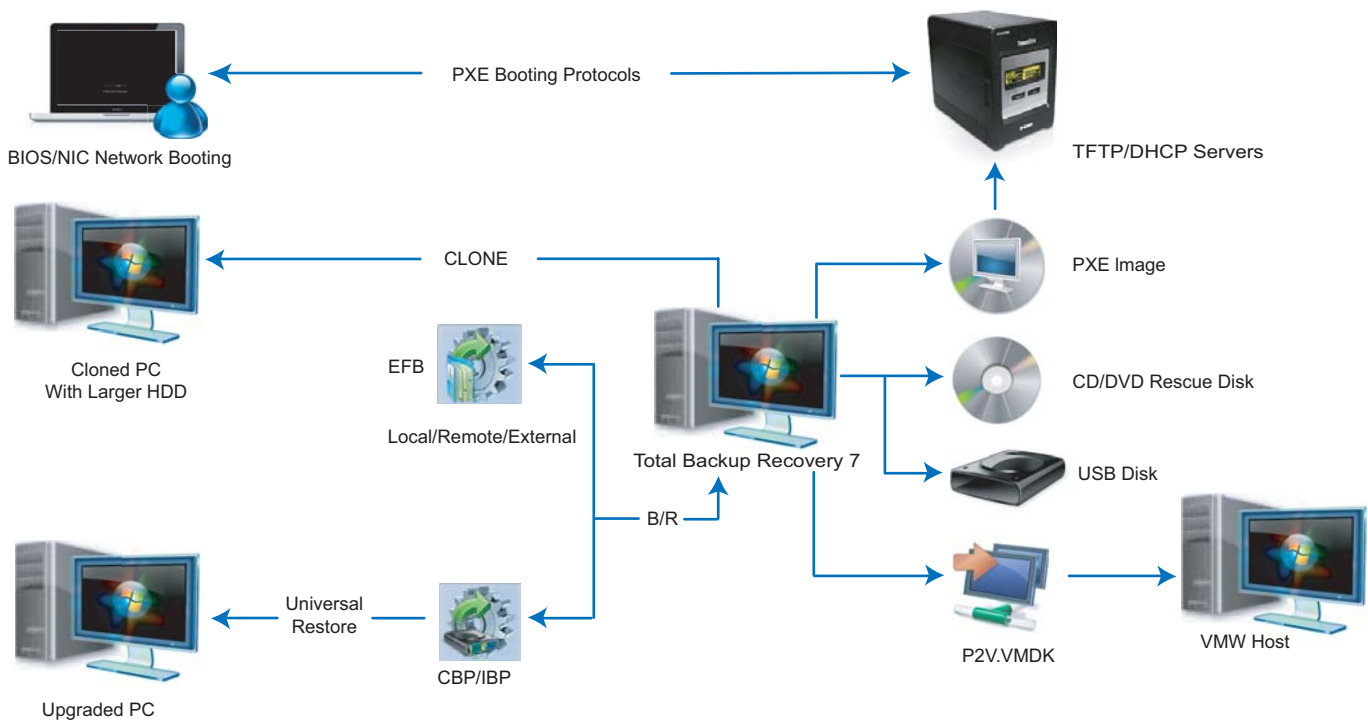 PXE Booting Protocols
BIOS/NIC Network Booting
TFTP/DHCP Servers
CLONE
PXE Image
EFB
Cloned PC
With Larger HDD
CD/DVD Rescue Disk
Local/Remote/External
Total Backup Recovery 7
USB Disk
B/R
Universal
Restore
CBP/IBP
P2V.VMDK
VMW Host
Upgraded PC